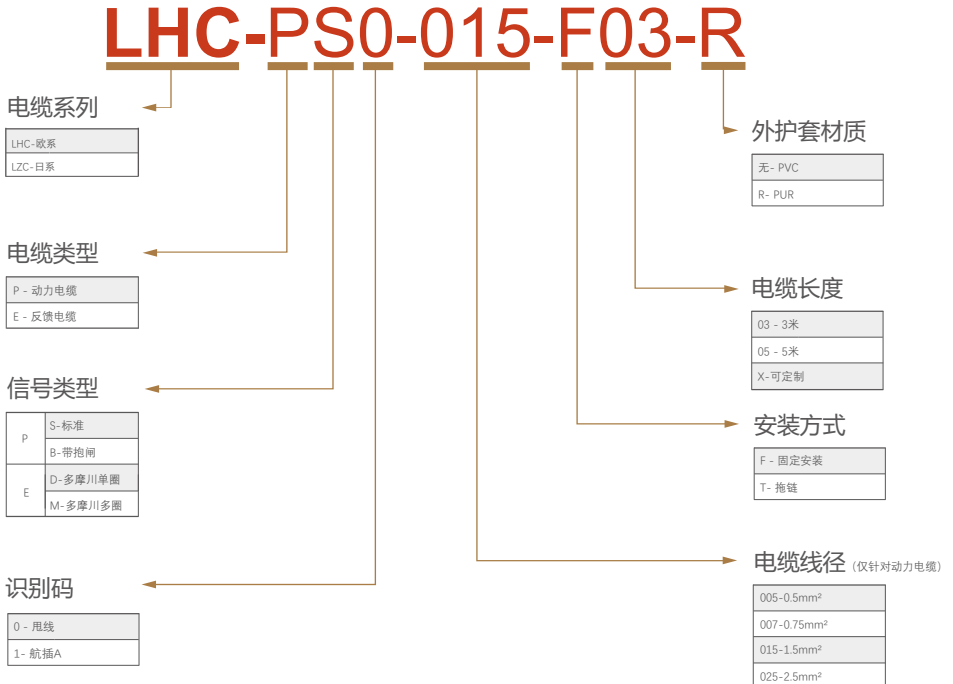 LHC-PS0-015-F03-R
电缆系列
LHC-欧系
LZC-日系
电缆类型
P - 动力电缆
E - 反馈电缆
信号类型
P
S-标准
B-带抱闸
E
D-多摩川单圈
M-多摩川多圈
识别码
0 - 甩线
1- 航插A
外护套材质
无- PVC
R- PUR
电缆长度
03 - 3米
05 - 5米
X-可定制
安装方式
F - 固定安装
T- 拖链
电缆线径 (仅针对动力电缆)
005-0.5mm²
007-0.75mm²
015-1.5mm²
025-2.5mm²